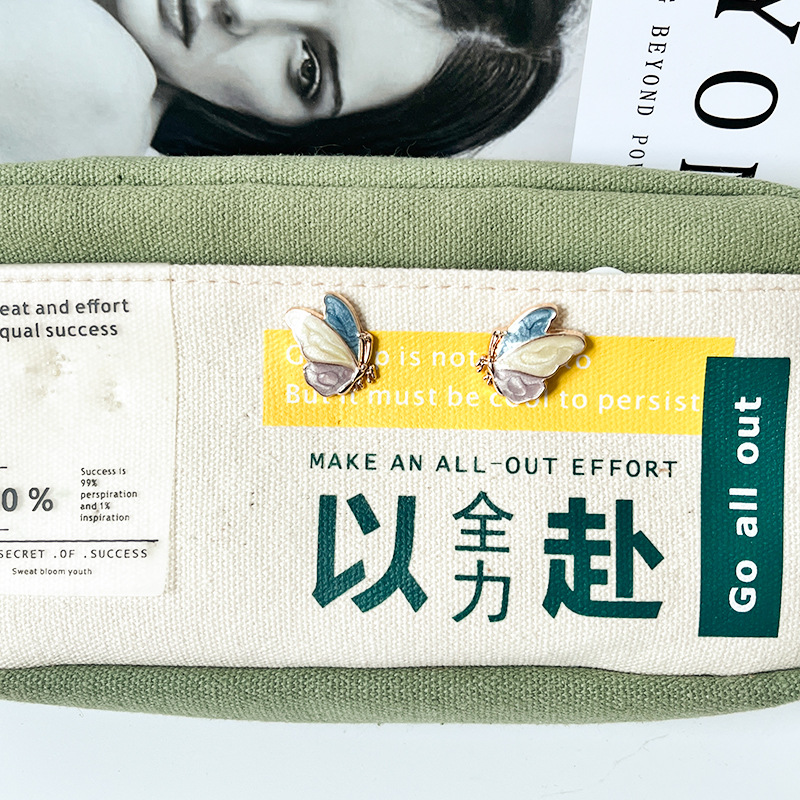 BEYOND
eat and effort
qual success
0 %
Success is
99%
perspiration
and 1%
inspiration
SECRET .OF .SUCCESS
Sweat bloom youth
is not
But it must be cool to persist
MAKE AN ALL-OUT EFFORT
以全力赴
Go all out